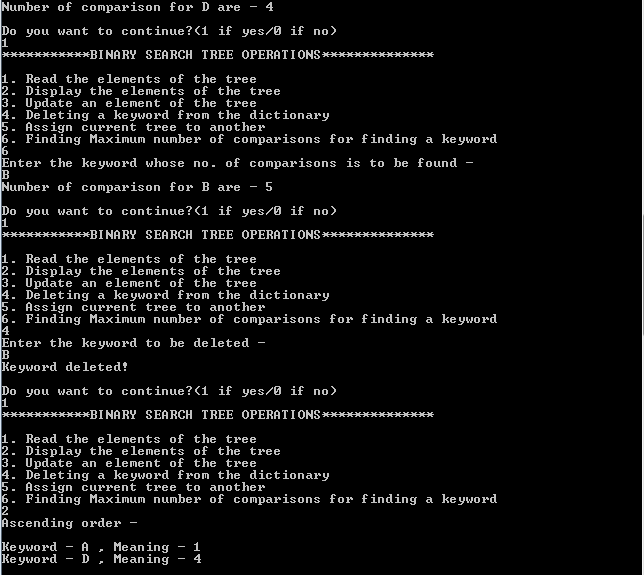 Number of comparison for D are - 4
Do you want to continue?(1 if yes/0 if no)
1
***********BINARY SEARCH TREE OPERATIONS**************
1. Read the elements of the tree
2. Display the elements of the tree
3. Update an element of the tree
4. Deleting a keyword from the dictionary
5. Assign current tree to another
6. Finding Maximum number of comparisons for finding a keyword
6
Enter the keyword whose no. of comparisons is to be found -
B
Number of comparison for B are - 5
Do you want to continue?(1 if yes/0 if no)
1
***********BINARY SEARCH TREE OPERATIONS**************
1. Read the elements of the tree
2. Display the elements of the tree
3. Update an element of the tree
4. Deleting a keyword from the dictionary
5. Assign current tree to another
6. Finding Maximum number of comparisons for finding a keyword
4
Enter the keyword to be deleted -
B
Keyword deleted!
Do you want to continue?(1 if yes/0 if no)
1
***********BINARY SEARCH TREE OPERATIONS**************
1. Read the elements of the tree
2. Display the elements of the tree
3. Update an element of the tree
4. Deleting a keyword from the dictionary
5. Assign current tree to another
6. Finding Maximum number of comparisons for finding a keyword
2
Ascending order -
Keyword - A , Meaning - 1
Keyword - D , Meaning - 4